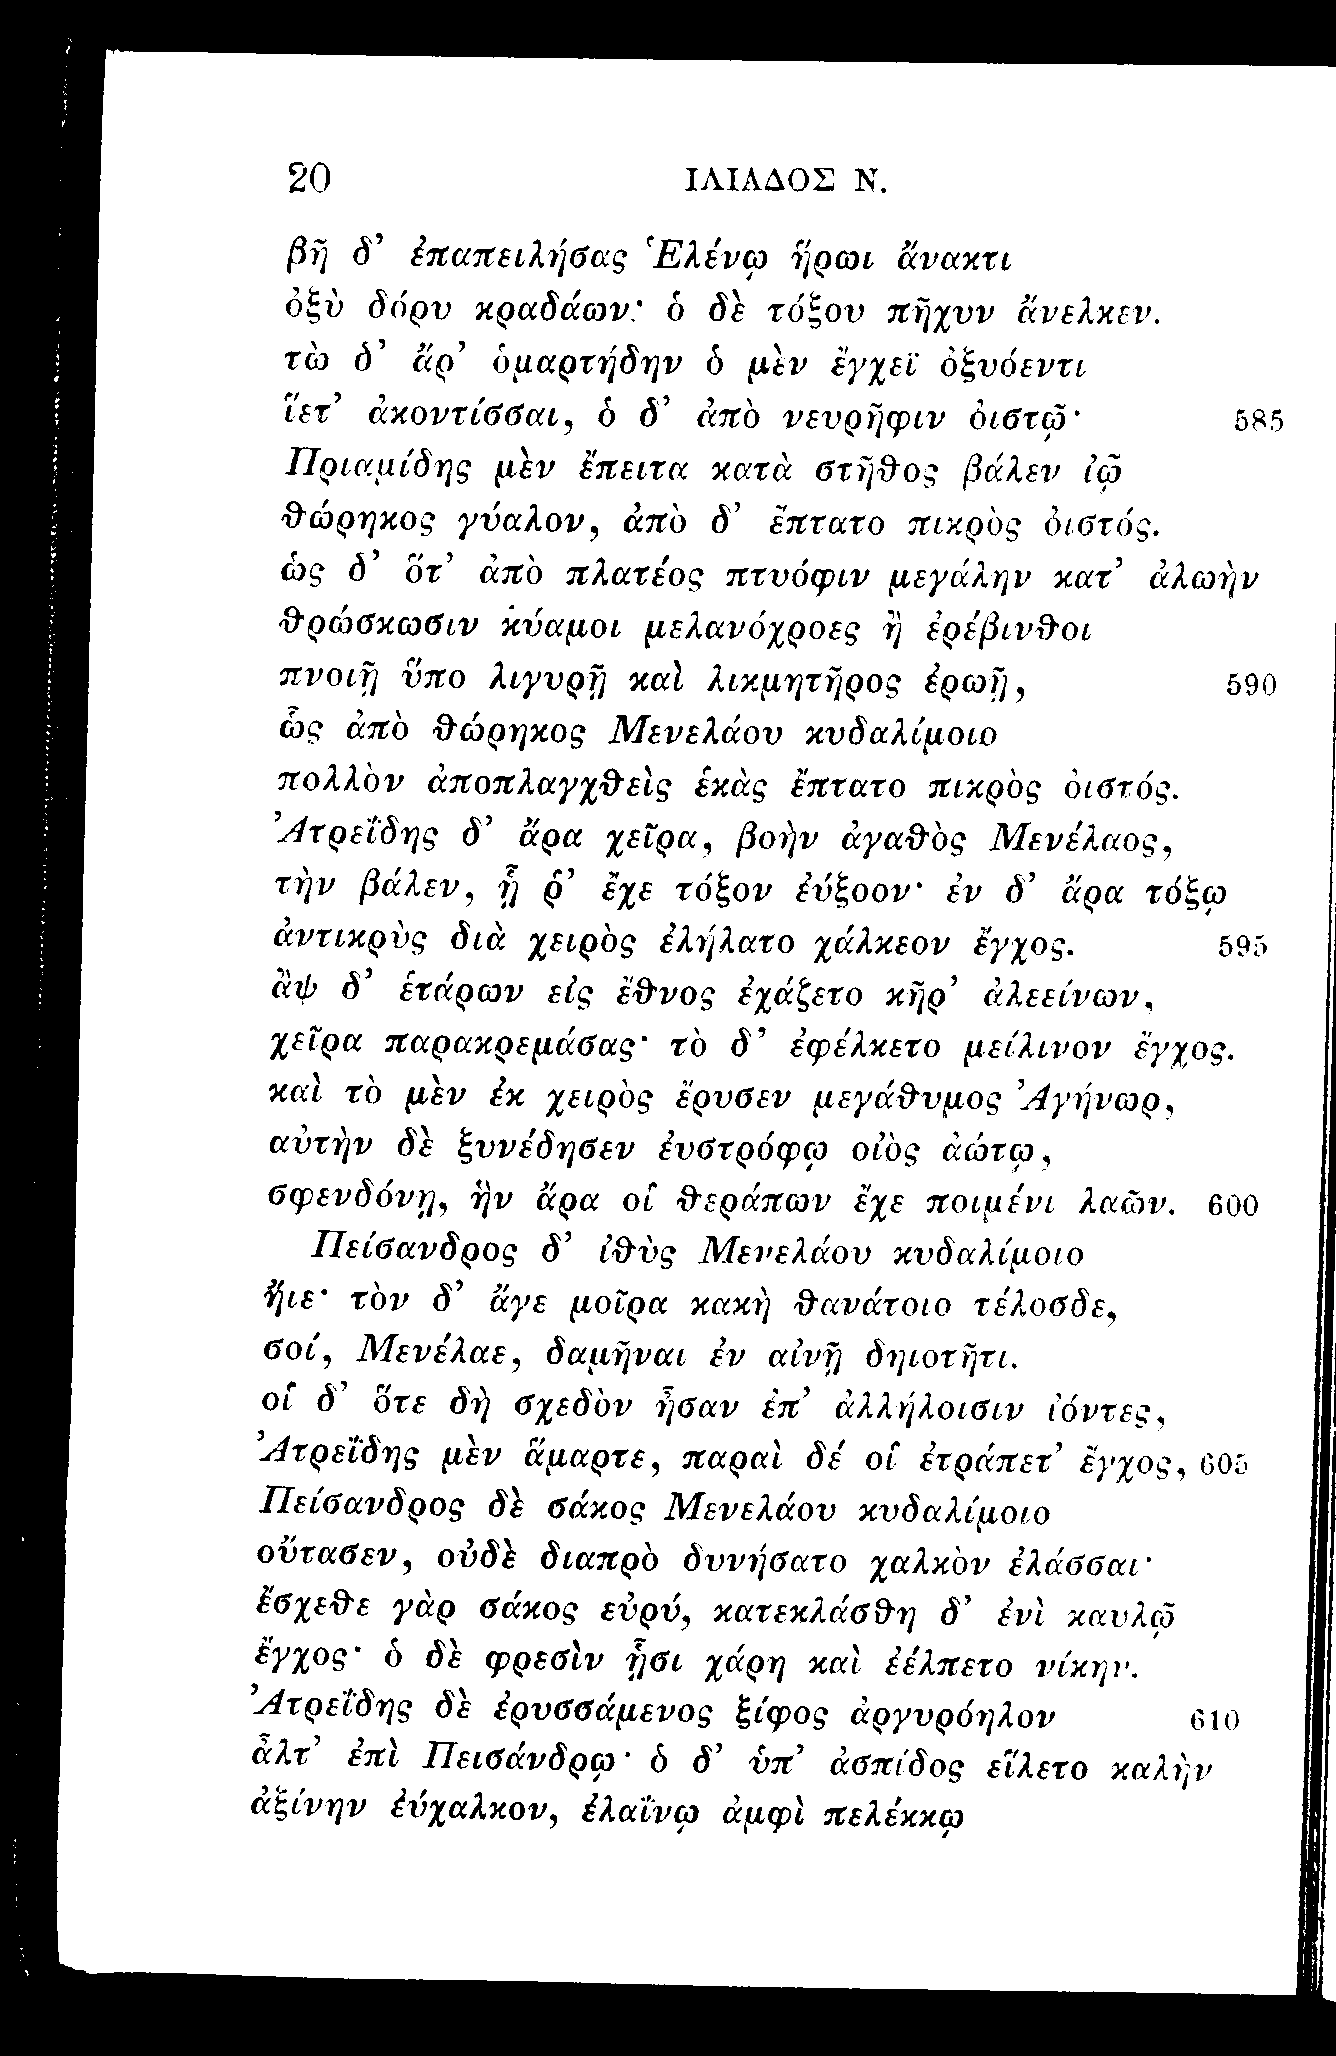 20 ΙΛΙΑΔΟΣ Ν.
βῆ δ’ ἐπαπειλήσας Ἑλένῳ ἥρωι ἄνακτι
ὀξὺ δόρυ κραδάων· ὁ δὲ τόξου πῆχυν ἄνελκεν.
τὼ δ’ ἄρ’ ὁμαρτήδην ὁ μὲν ἔγχεϊ ὀξυόεντι
ἵετ’ ἀκοντίσσαι, ὁ δ’ ἀπὸ νευρῆφιν ὀιστῷ· 585
Πριαμίδης μὲν ἔπειτα κατὰ στῆθος βάλεν ἰῷ
θώρηκος γύαλον, ἀπὸ δ’ ἔπτατο πικρὸς ὀιστός.
ὡς δ’ ὅτ’ ἀπὸ πλατέος πτυόφιν μεγάλην κατ’ ἀλωὴν
θρώσκωσιν κύαμοι μελανόχροες ἢ ἐρέβινθοι
πνοιῇ ὕπο λιγυρῇ καὶ λικμητῆρος ἐρωῇ, 590
ὣς ἀπὸ θώρηκος Μενελάου κυδαλίμοιο
πολλὸν ἀποπλαγχθεὶς ἑκὰς ἔπτατο πικρὸς ὀιστός.
Ἀτρεΐδης δ’ ἄρα χεῖρα, βοὴν ἀγαθὸς Μενέλαος,
τὴν βάλεν, ᾗ ῥ’ ἔχε τόξον ἐύξοον· ἐν δ’ ἄρα τόξῳ
ἀντικρὺς διὰ χειρὸς ἐλήλατο χάλκεον ἔγχος. 595
ἂψ δ’ ἑτάρων εἰς ἔθνος ἐχάζετο κῆρ’ ἀλεείνων,
χεῖρα παρακρεμάσας· τὸ δ’ ἐφέλκετο μείλινον ἔγχος.
καὶ τὸ μὲν ἐκ χειρὸς ἔρυσεν μεγάθυμος Ἀγήνωρ,
αὐτὴν δὲ ξυνέδησεν ἐυστρόφῳ οἰὸς ἀώτῳ,
σφενδόνῃ, ἣν ἄρα οἱ θεράπων ἔχε ποιμένι λαῶν. 600
Πείσανδρος δ’ ἰθὺς Μενελάου κυδαλίμοιο
ἤιε· τὸν δ’ ἄγε μοῖρα κακὴ θανάτοιο τέλοσδε,
σοί, Μενέλαε, δαμῆναι ἐν αἰνῇ δηιοτῆτι.
οἱ δ’ ὅτε δὴ σχεδὸν ἦσαν ἐπ’ ἀλλήλοισιν ἰόντες,
Ἀτρεΐδης μὲν ἅμαρτε, παραὶ δέ οἱ ἐτράπετ’ ἔγχος, 605
Πείσανδρος δὲ σάκος Μενελάου κυδαλίμοιο
οὔτασεν, οὐδὲ διαπρὸ δυνήσατο χαλκὸν ἐλάσσαι·
ἔσχεθε γὰρ σάκος εὐρύ, κατεκλάσθη δ’ ἐνὶ καυλῷ
ἔγχος· ὁ δὲ φρεσὶν ᾗσι χάρη καὶ ἐέλπετο νίκην.
Ἀτρεΐδης δὲ ἐρυσσάμενος ξίφος ἀργυρόηλον 610
ἆλτ’ ἐπὶ Πεισάνδρῳ· ὁ δ’ ὑπ’ ἀσπίδος εἵλετο καλὴν
ἀξίνην ἐύχαλκον, ἐλαΐνῳ ἀμφὶ πελέκκῳ